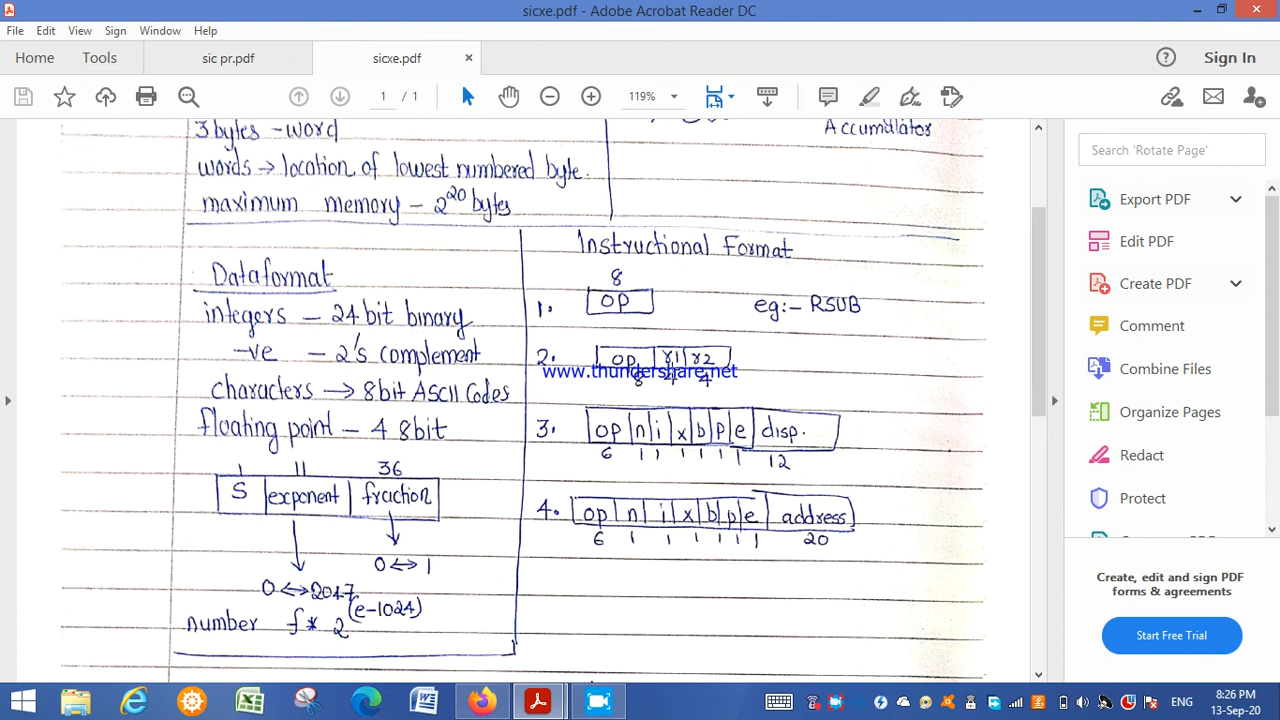 sicxe.pdf - Adobe Acrobat Reader DC
File Edit View Sign Window Help
Home Tools sic pr.pdf sicxe.pdf × Sign In
1 / 1 119%
3 bytes - word
Accumulator
words → location of lowest numbered byte.
maximum memory - 2^20 bytes
Dataformat
integers - 24 bit binary
-ve - 2's complement
characters → 8bit ASCII Codes
floating point - 48bit
1 11 36
S exponent fraction
0 ↔ 1
0 ↔ 2047
number f * 2^(e-1024)
Instructional Format
8
1. OP eg:- RSUB
2. op r1 r2
www.thundershare.net
8 4 4
3. op n i x b p e disp.
6 1 1 1 1 1 1 12
4. op n i x b p e address
6 1 1 1 1 1 1 20
Search 'Rotate Page'
Export PDF
Edit PDF
Create PDF
Comment
Combine Files
Organize Pages
Redact
Protect
Create, edit and sign PDF
forms & agreements
Start Free Trial
8:26 PM
13-Sep-20